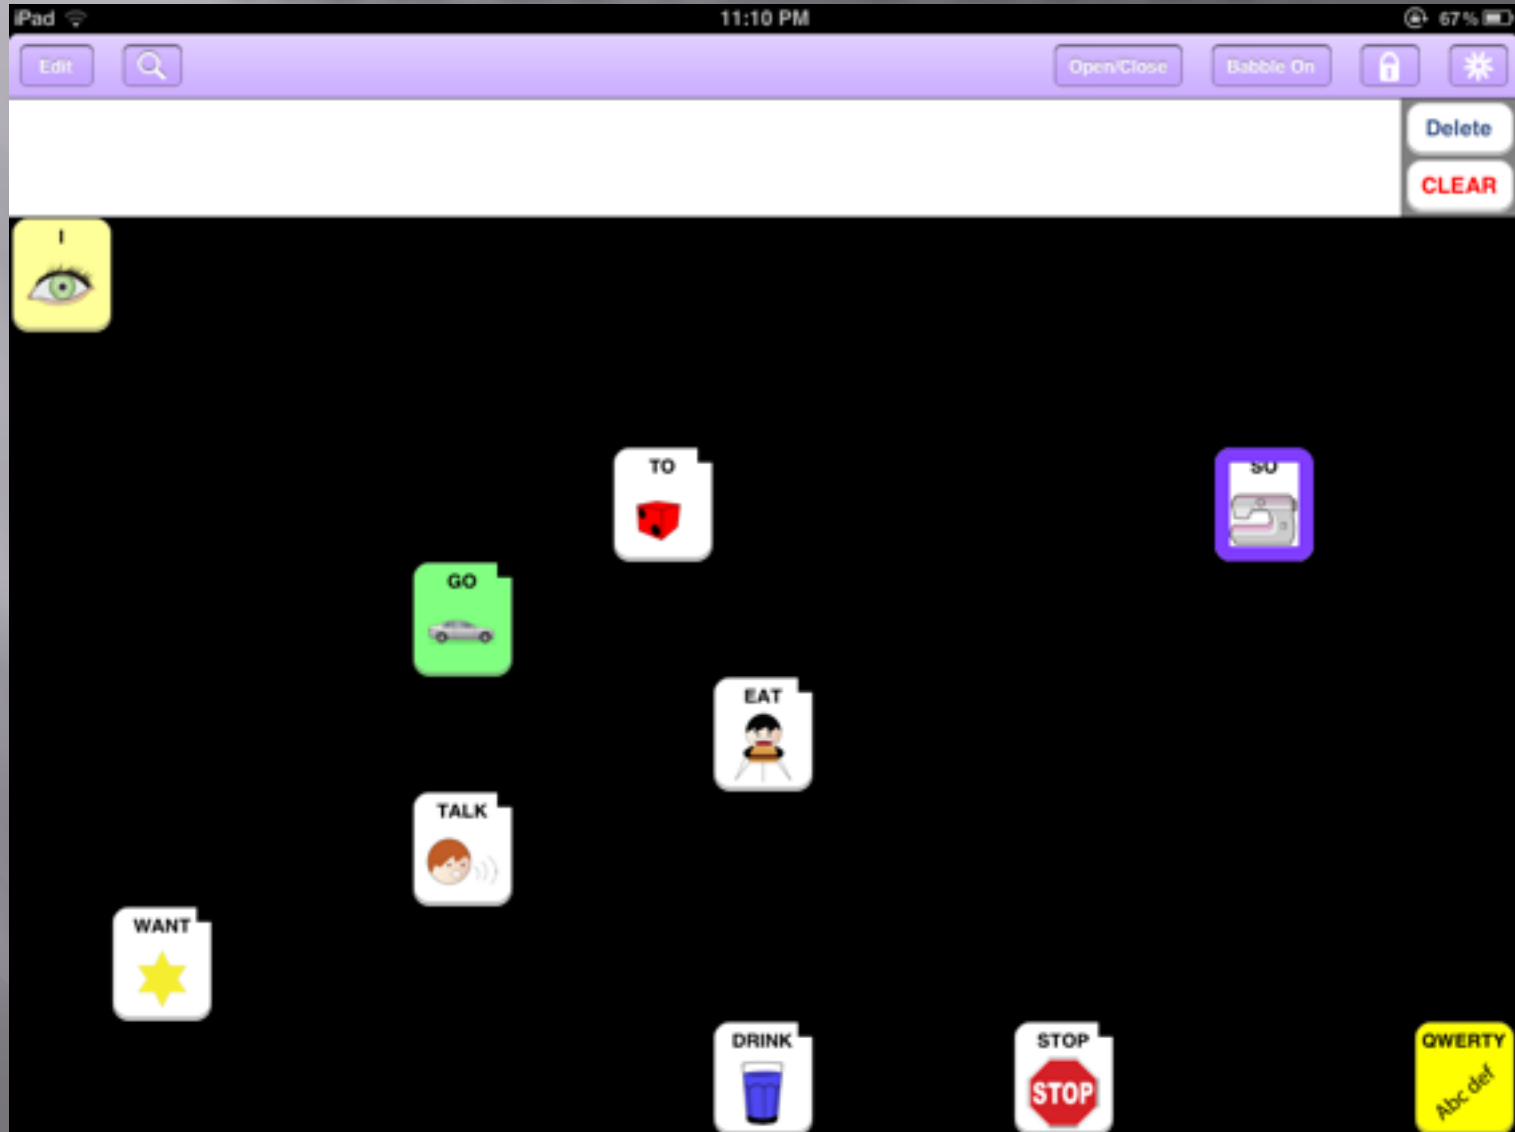 iPad 11:10 PM 67%
Edit Open/Close Babble On
Delete
CLEAR
I
TO SO
GO
EAT
TALK
WANT
DRINK STOP QWERTY
STOP Abc def